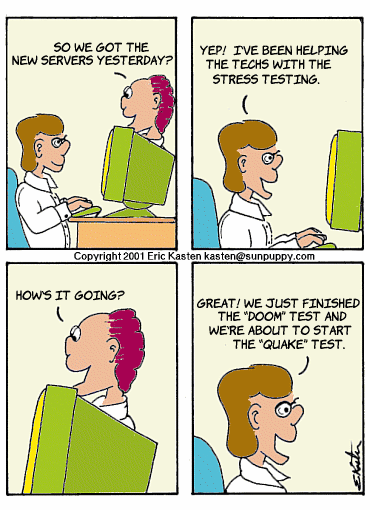 SO WE GOT THE
NEW SERVERS YESTERDAY?
YEP! I'VE BEEN HELPING
THE TECHS WITH THE
STRESS TESTING.
Copyright 2001 Eric Kasten kasten@sunpuppy.com
HOW'S IT GOING?
GREAT! WE JUST FINISHED
THE "DOOM" TEST AND
WE'RE ABOUT TO START
THE "QUAKE" TEST.